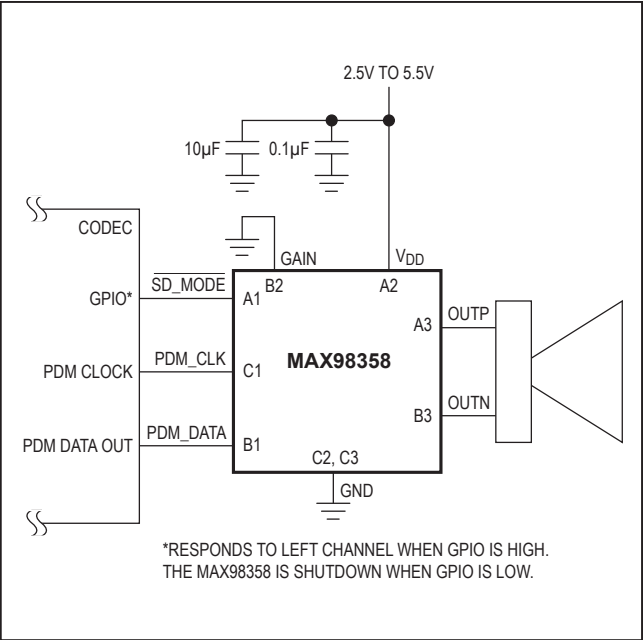 2.5V TO 5.5V
10µF
0.1µF
CODEC
GAIN
VDD
GPIO*
SD_MODE
A1
B2
A2
A3
OUTP
PDM CLOCK
PDM_CLK
C1
MAX98358
B3
OUTN
PDM DATA OUT
PDM_DATA
B1
C2, C3
GND
*RESPONDS TO LEFT CHANNEL WHEN GPIO IS HIGH.
THE MAX98358 IS SHUTDOWN WHEN GPIO IS LOW.